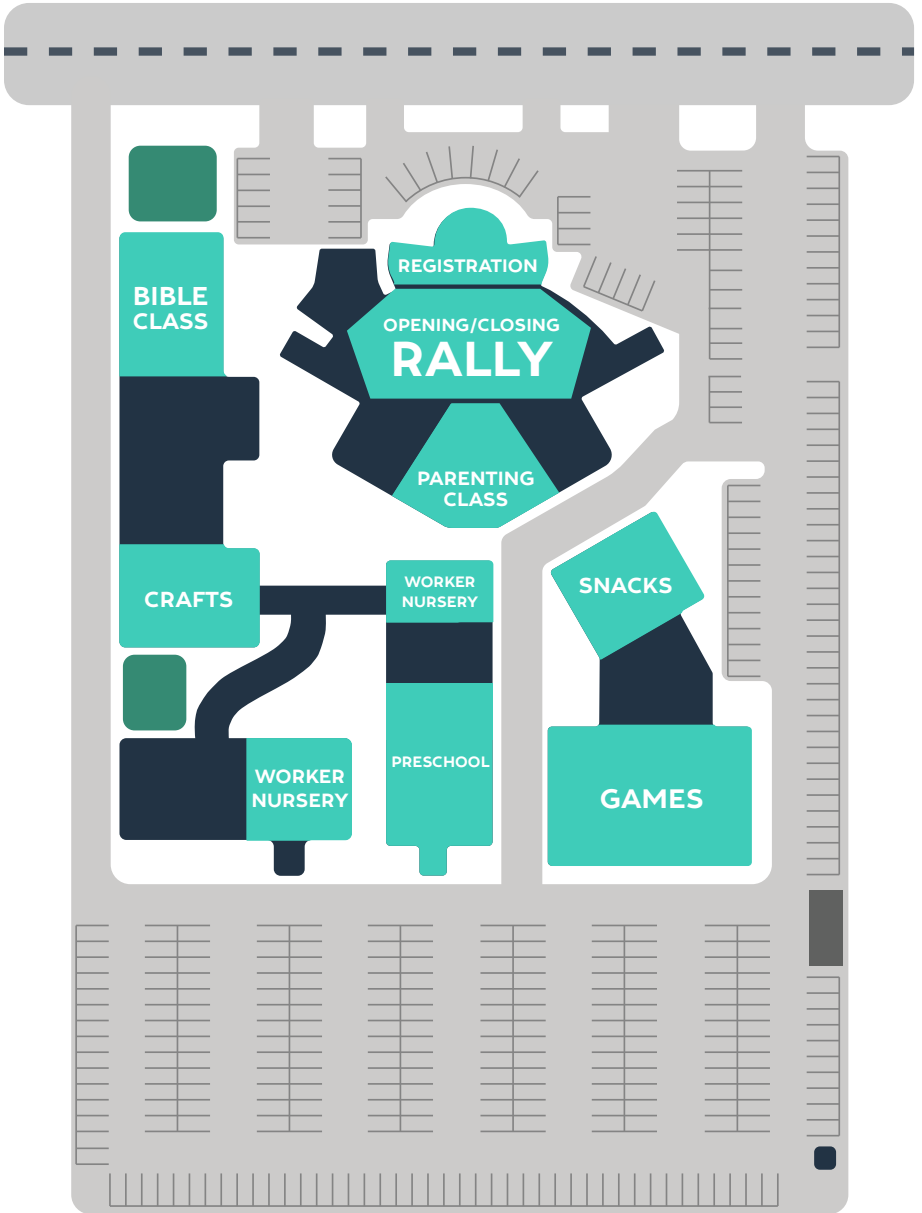 REGISTRATION
BIBLE
CLASS
OPENING/CLOSING
RALLY
PARENTING
CLASS
WORKER
NURSERY
SNACKS
CRAFTS
PRESCHOOL
WORKER
NURSERY
GAMES